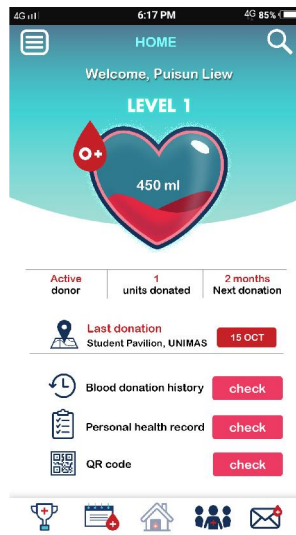 4G 6:17 PM 4G 85%
HOME
Welcome, Puisun Liew
LEVEL 1
O+
450 ml
Active 1 2 months
donor units donated Next donation
Last donation
Student Pavilion, UNIMAS 15 OCT
Blood donation history check
Personal health record check
QR code check